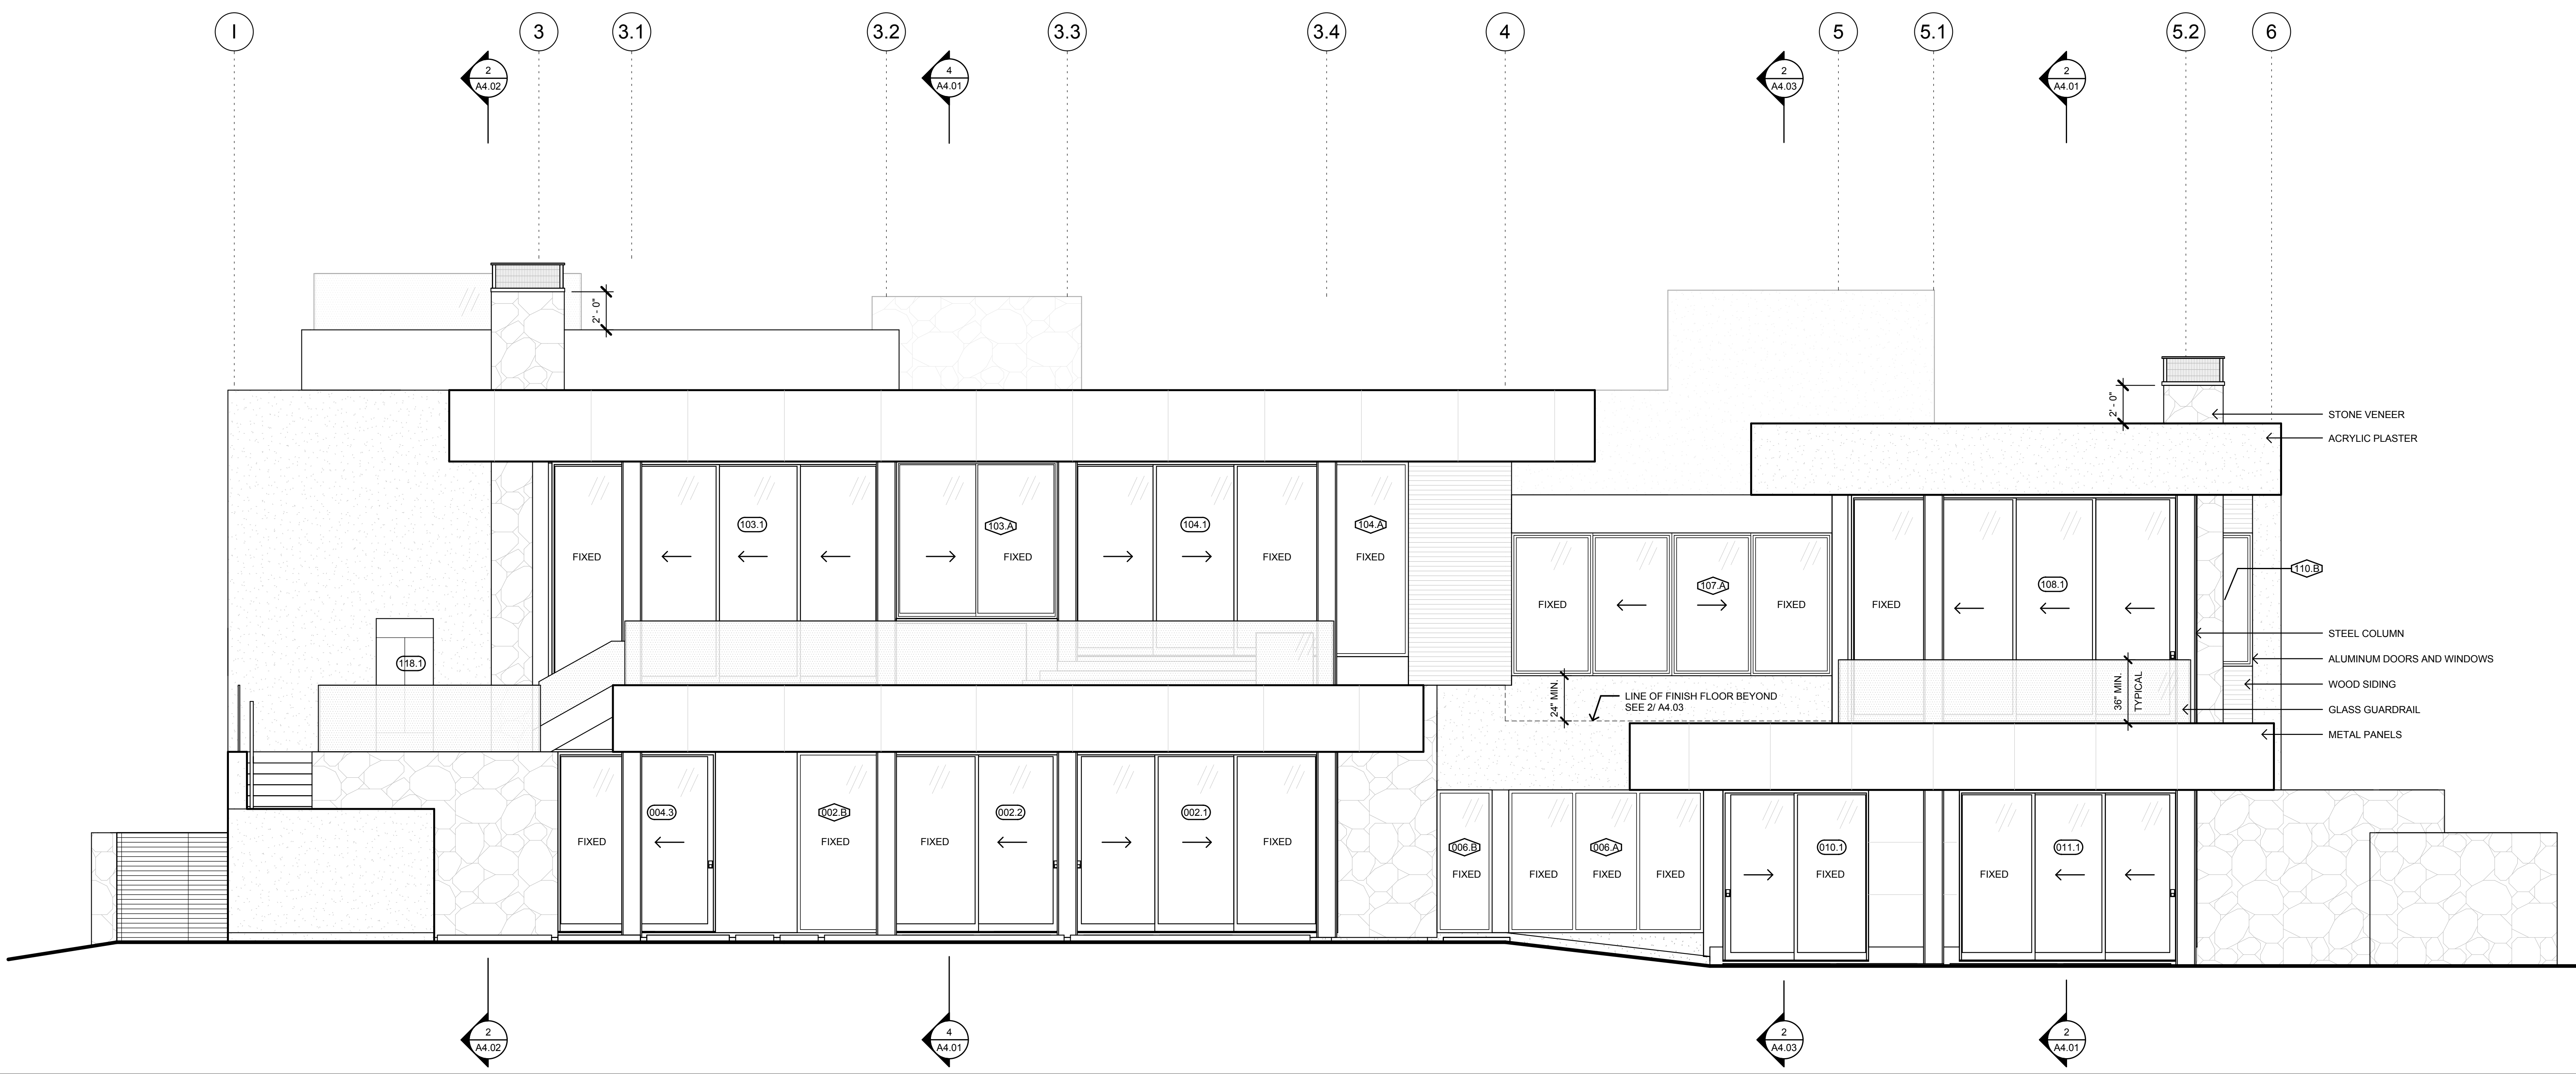 I
3
3.1
3.2
3.3
3.4
4
5
5.1
5.2
6
2
A4.02
4
A4.01
2
A4.03
2
A4.01
2' - 0"
2' - 0"
STONE VENEER
ACRYLIC PLASTER
103.1
103.A
104.1
104.A
FIXED
FIXED
FIXED
FIXED
107.A
108.1
110.B
FIXED
FIXED
FIXED
STEEL COLUMN
118.1
ALUMINUM DOORS AND WINDOWS
WOOD SIDING
24" MIN.
LINE OF FINISH FLOOR BEYOND
SEE 2/ A4.03
36" MIN.
TYPICAL
GLASS GUARDRAIL
METAL PANELS
004.3
002.B
002.2
002.1
FIXED
FIXED
FIXED
FIXED
006.B
006.A
010.1
011.1
FIXED
FIXED
FIXED
FIXED
FIXED
FIXED
2
A4.02
4
A4.01
2
A4.03
2
A4.01